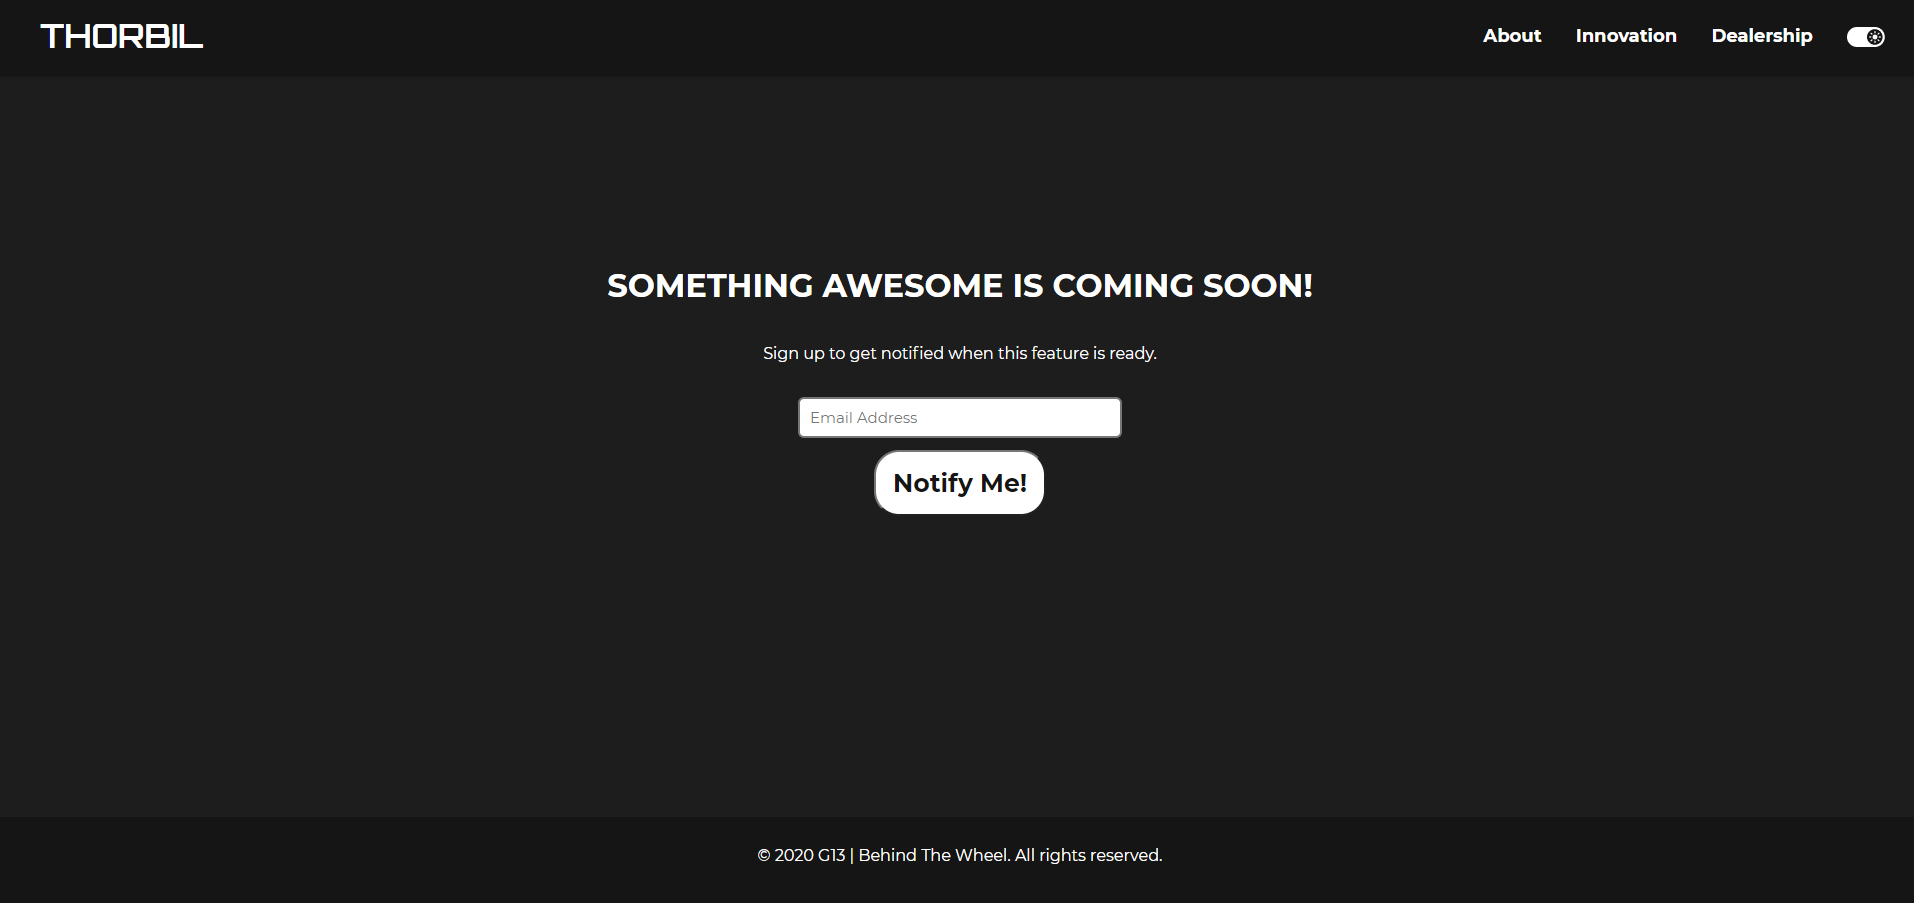 THORBIL
About Innovation Dealership
SOMETHING AWESOME IS COMING SOON!
Sign up to get notified when this feature is ready.
Email Address
Notify Me!
© 2020 G13 | Behind The Wheel. All rights reserved.